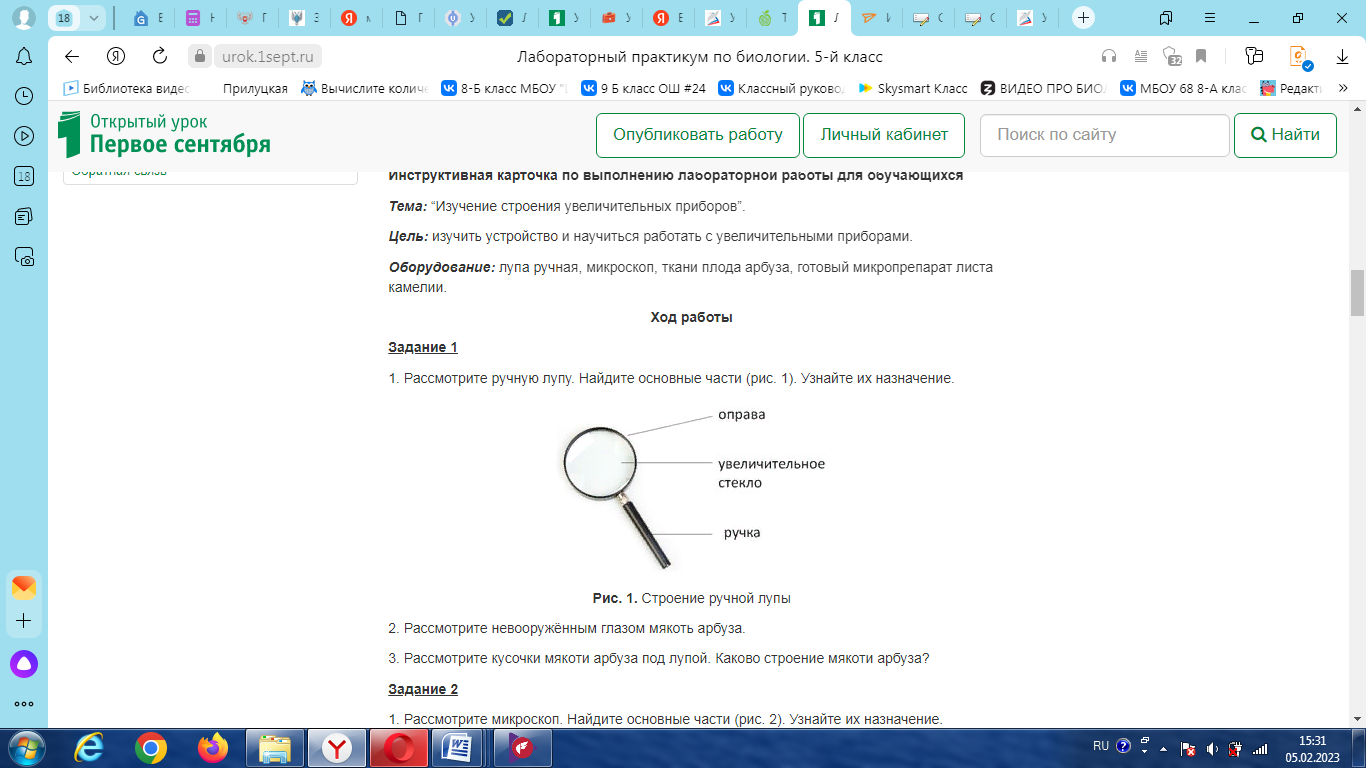 18
urok.1sept.ru
Лабораторный практикум по биологии. 5-й класс
32
Библиотека видео
Прилуцкая
Вычислите количе
8-Б класс МБОУ "Ш
9 Б класс ОШ #24
Классный руковод
Skysmart Класс
ВИДЕО ПРО БИОЛ
МБОУ 68 8-А клас
Редакт
Открытый урок
Первое сентября
Опубликовать работу
Личный кабинет
Поиск по сайту
Найти
18
Обратная связь
Инструктивная карточка по выполнению лабораторной работы для обучающихся
Тема: “Изучение строения увеличительных приборов”.
Цель: изучить устройство и научиться работать с увеличительными приборами.
Оборудование: лупа ручная, микроскоп, ткани плода арбуза, готовый микропрепарат листа
камелии.
Ход работы
Задание 1
1. Рассмотрите ручную лупу. Найдите основные части (рис. 1). Узнайте их назначение.
оправа
увеличительное
стекло
ручка
Рис. 1. Строение ручной лупы
2. Рассмотрите невооружённым глазом мякоть арбуза.
3. Рассмотрите кусочки мякоти арбуза под лупой. Каково строение мякоти арбуза?
Задание 2
1. Рассмотрите микроскоп. Найдите основные части (рис. 2). Узнайте их назначение.
RU
15:31
05.02.2023